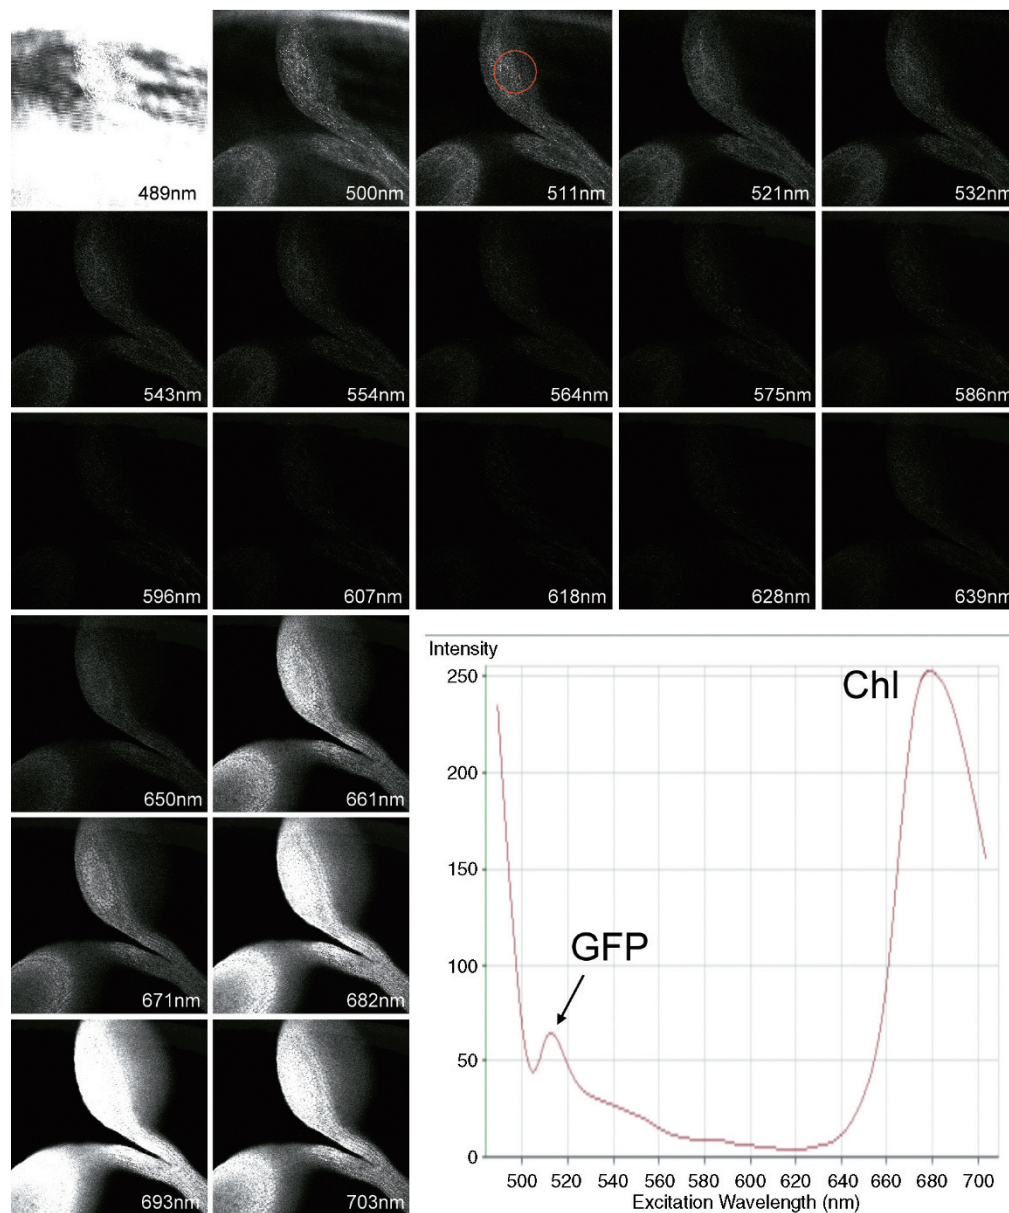 489nm
500nm
511nm
521nm
532nm
543nm
554nm
564nm
575nm
586nm
596nm
607nm
618nm
628nm
639nm
650nm
661nm
671nm
682nm
693nm
703nm
Intensity
250
200
150
100
50
0
Chl
GFP
500 520 540 560 580 600 620 640 660 680 700
Excitation Wavelength (nm)